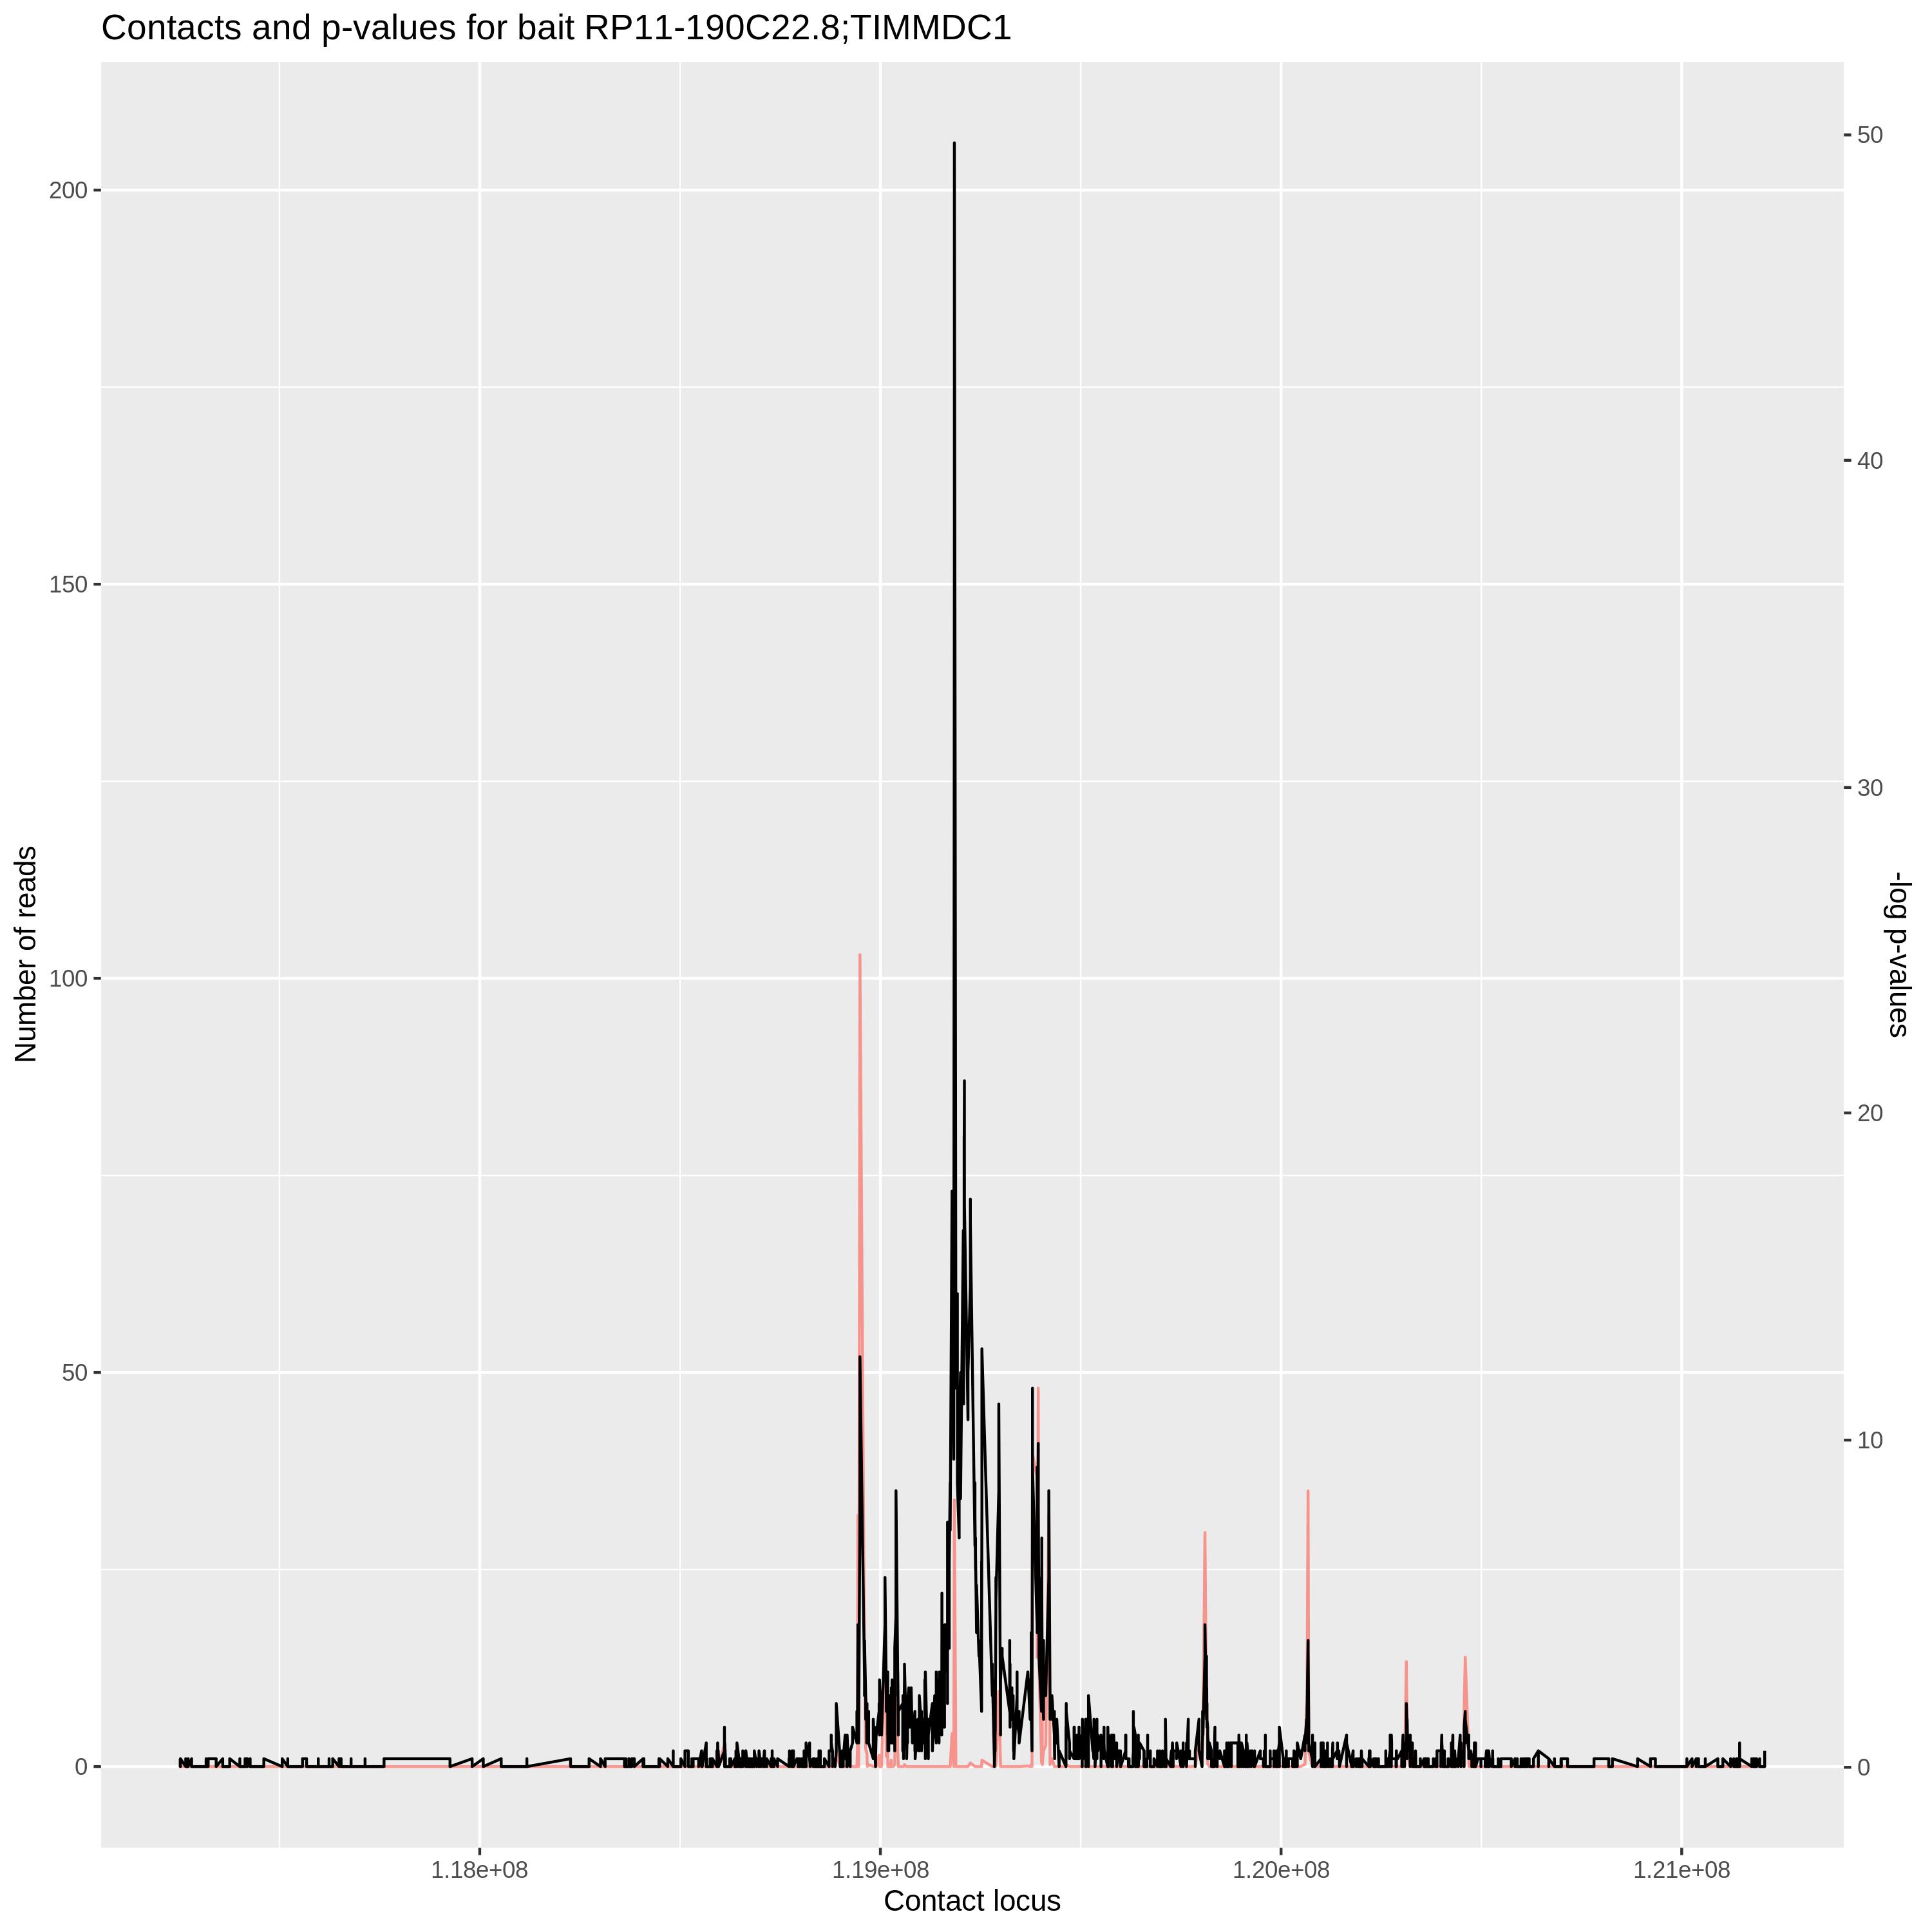 Contacts and p-values for bait RP11-190C22.8;TIMMDC1
Number of reads
200
150
100
50
0
50
40
30
20
10
0
-log p-values
1.18e+08
1.19e+08
1.20e+08
1.21e+08
Contact locus